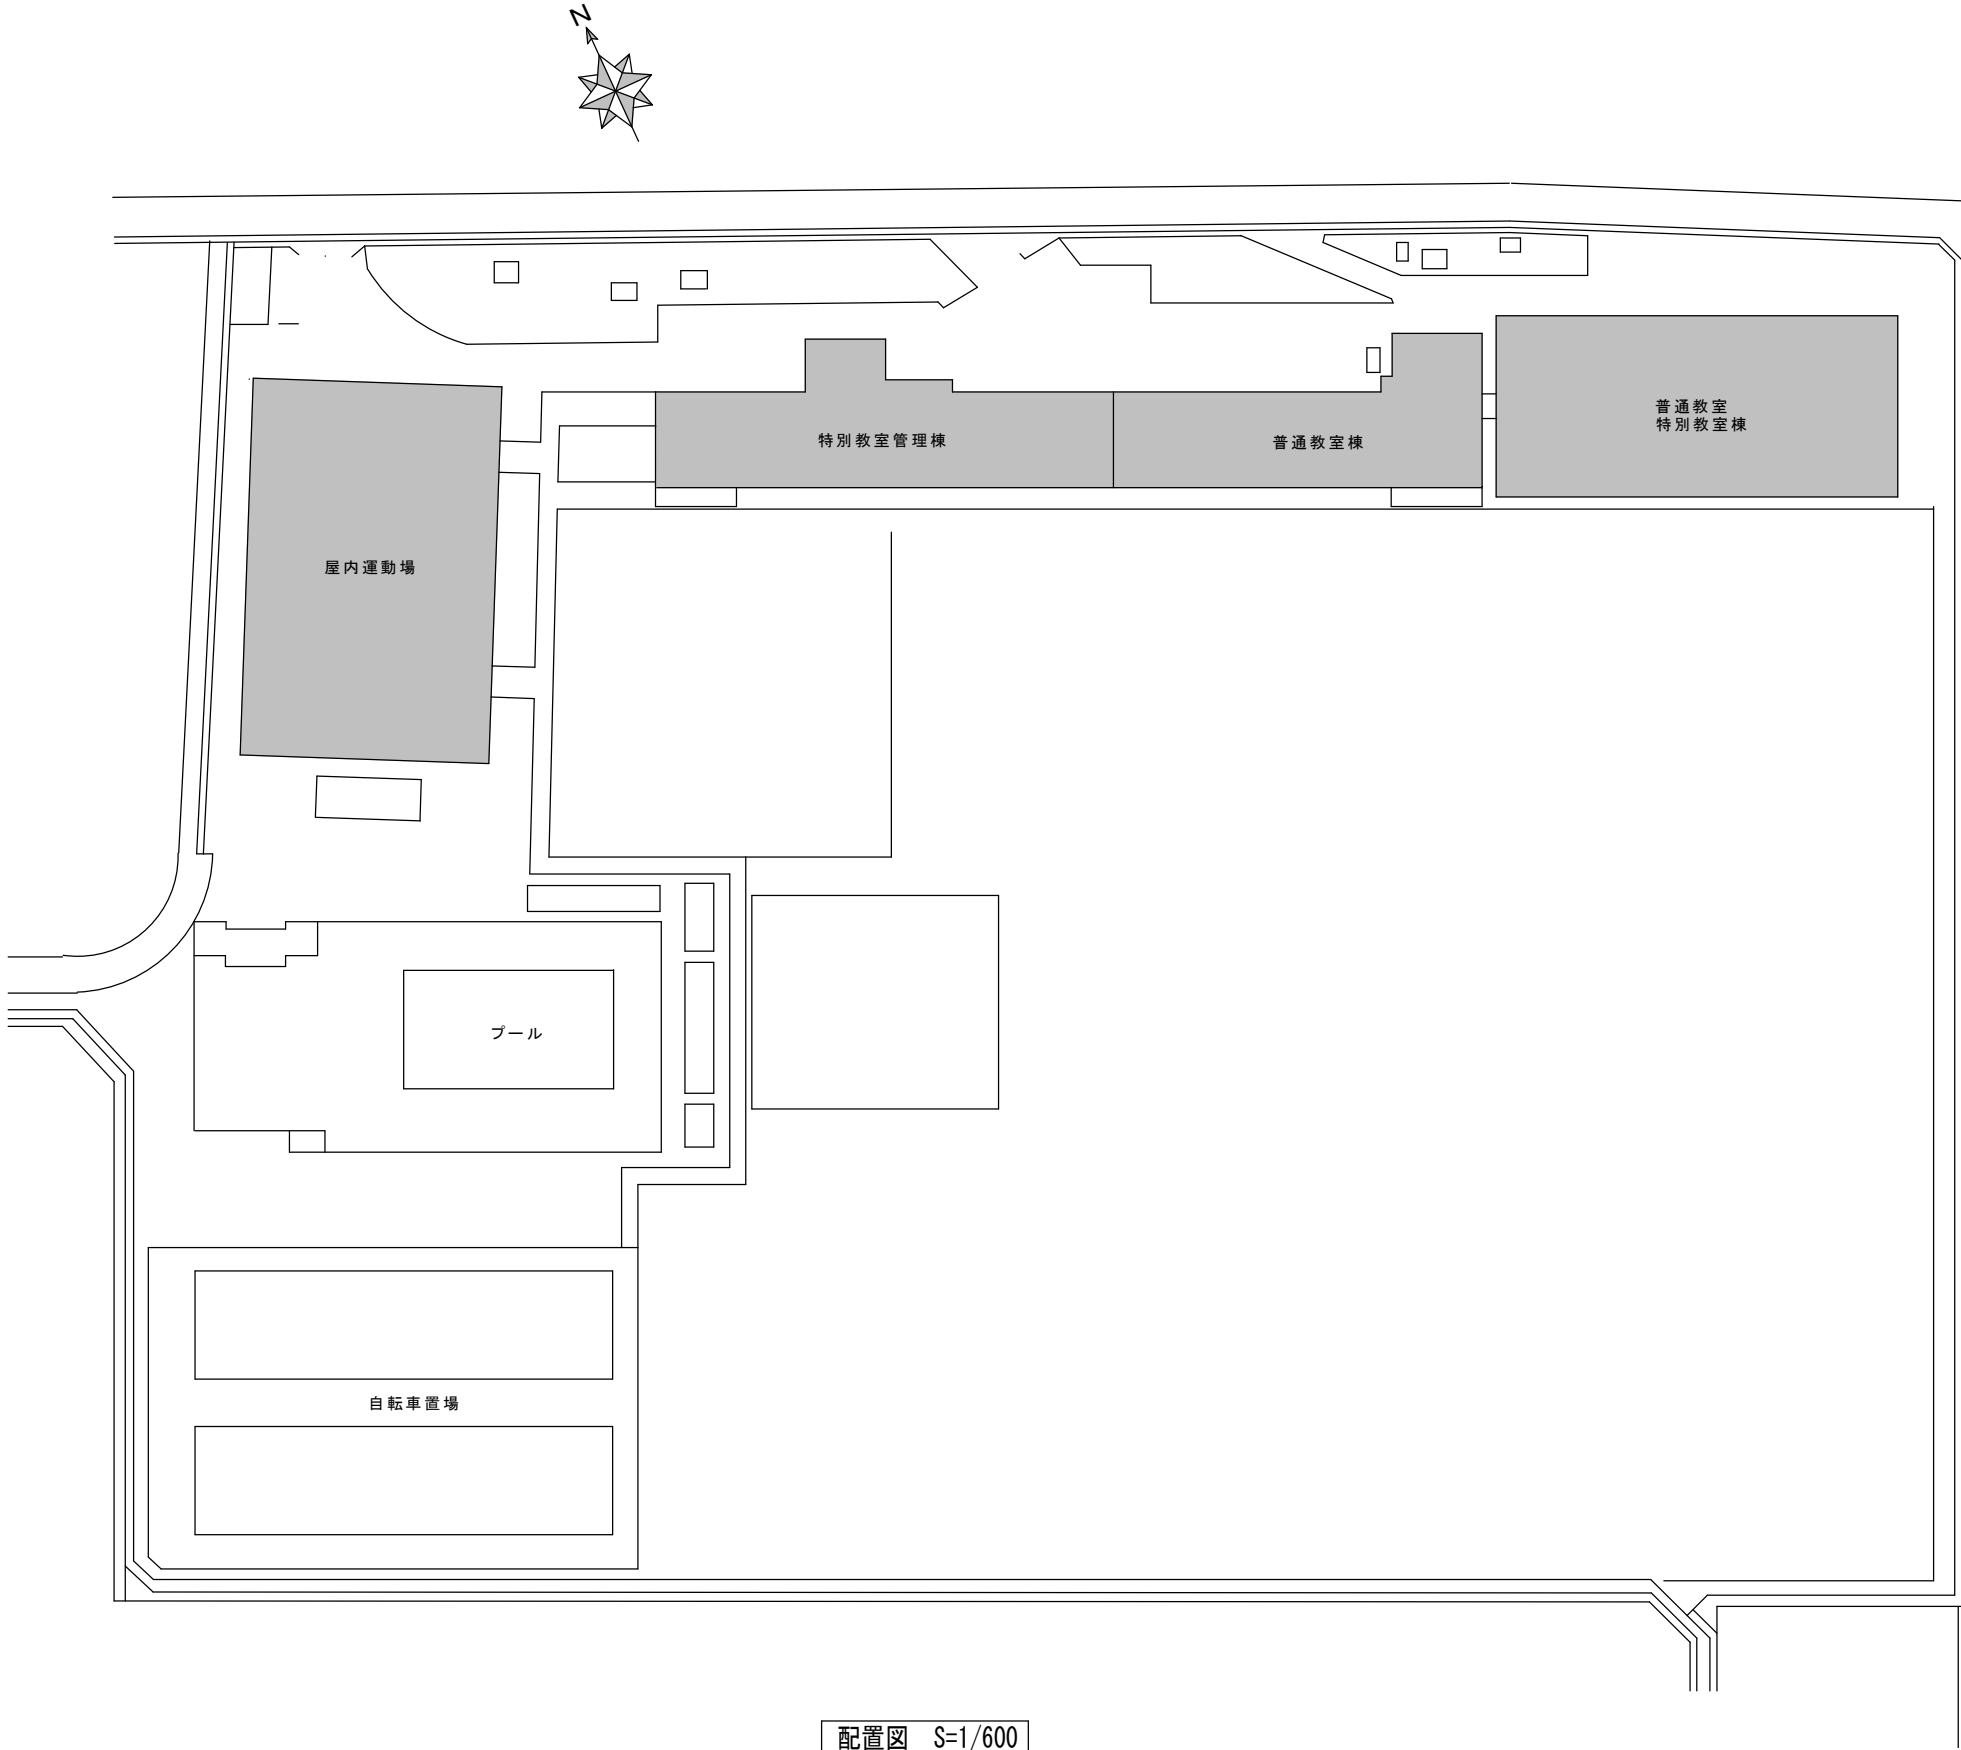 N
普通教室
特別教室棟
特別教室管理棟
普通教室棟
屋内運動場
プール
自転車置場
配置図　S=1/600